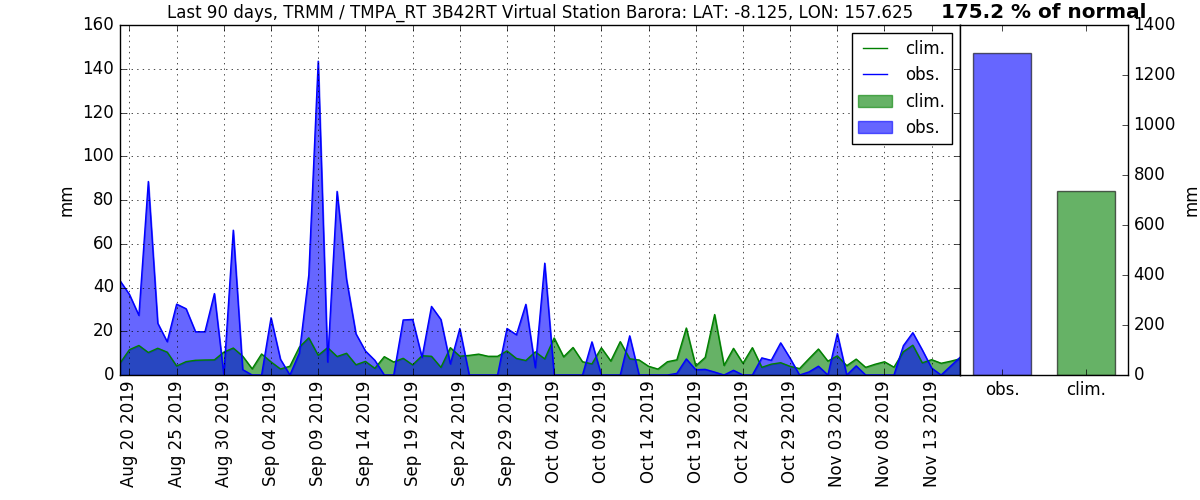 Last 90 days, TRMM / TMPA_RT 3B42RT Virtual Station Barora: LAT: -8.125, LON: 157.625
175.2 % of normal
160
140
120
100
80
60
40
20
0
mm
clim.
obs.
clim.
obs.
Aug 20 2019
Aug 25 2019
Aug 30 2019
Sep 04 2019
Sep 09 2019
Sep 14 2019
Sep 19 2019
Sep 24 2019
Sep 29 2019
Oct 04 2019
Oct 09 2019
Oct 14 2019
Oct 19 2019
Oct 24 2019
Oct 29 2019
Nov 03 2019
Nov 08 2019
Nov 13 2019
1400
1200
1000
800
600
400
200
0
mm
obs.
clim.